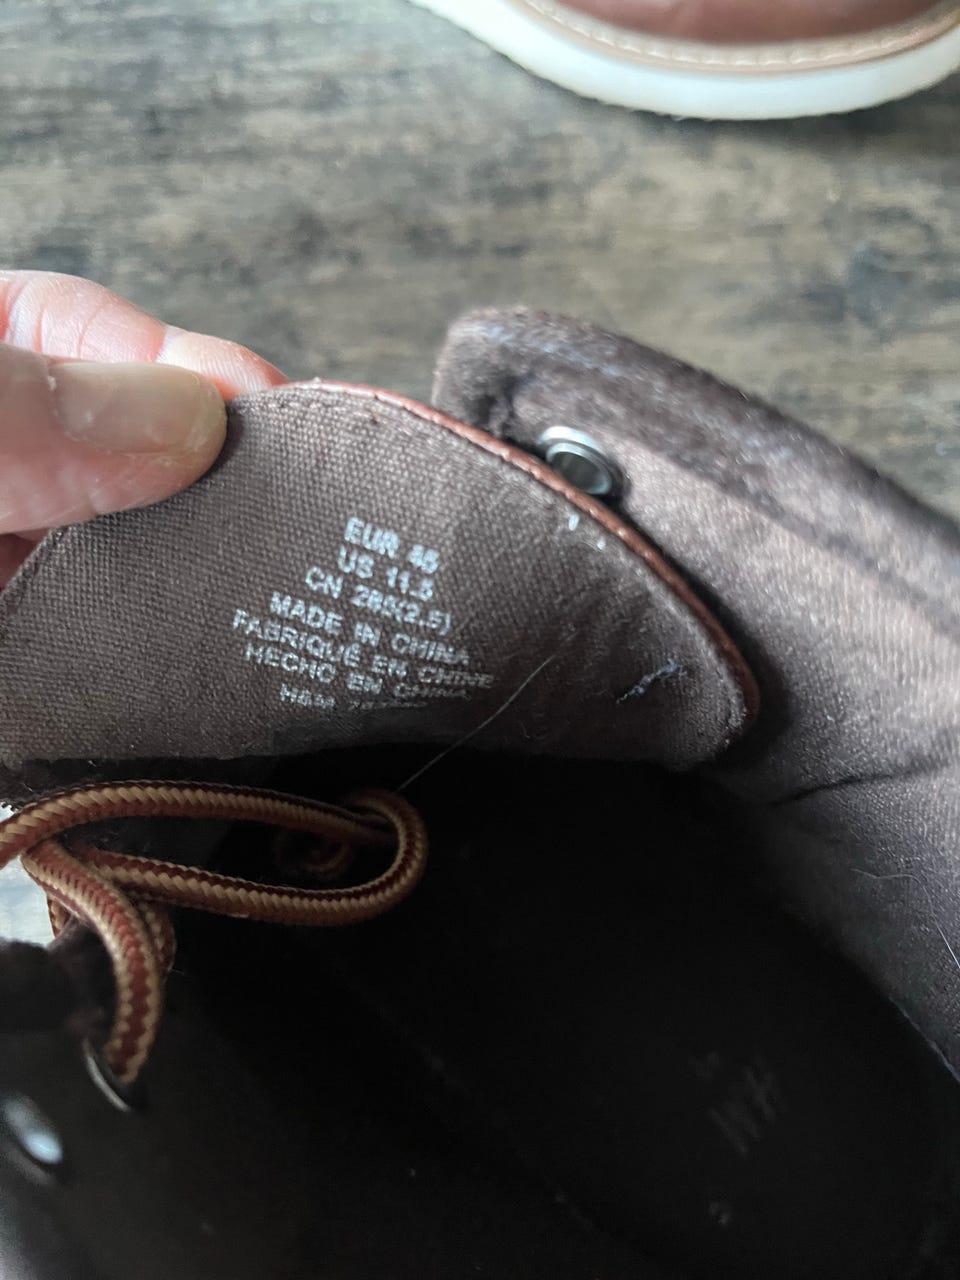 EUR 45
US 11.5
CN 285(2.5)
MADE IN CHINA
FABRIQUÉ EN CHINE
HECHO EN CHINA
H&M